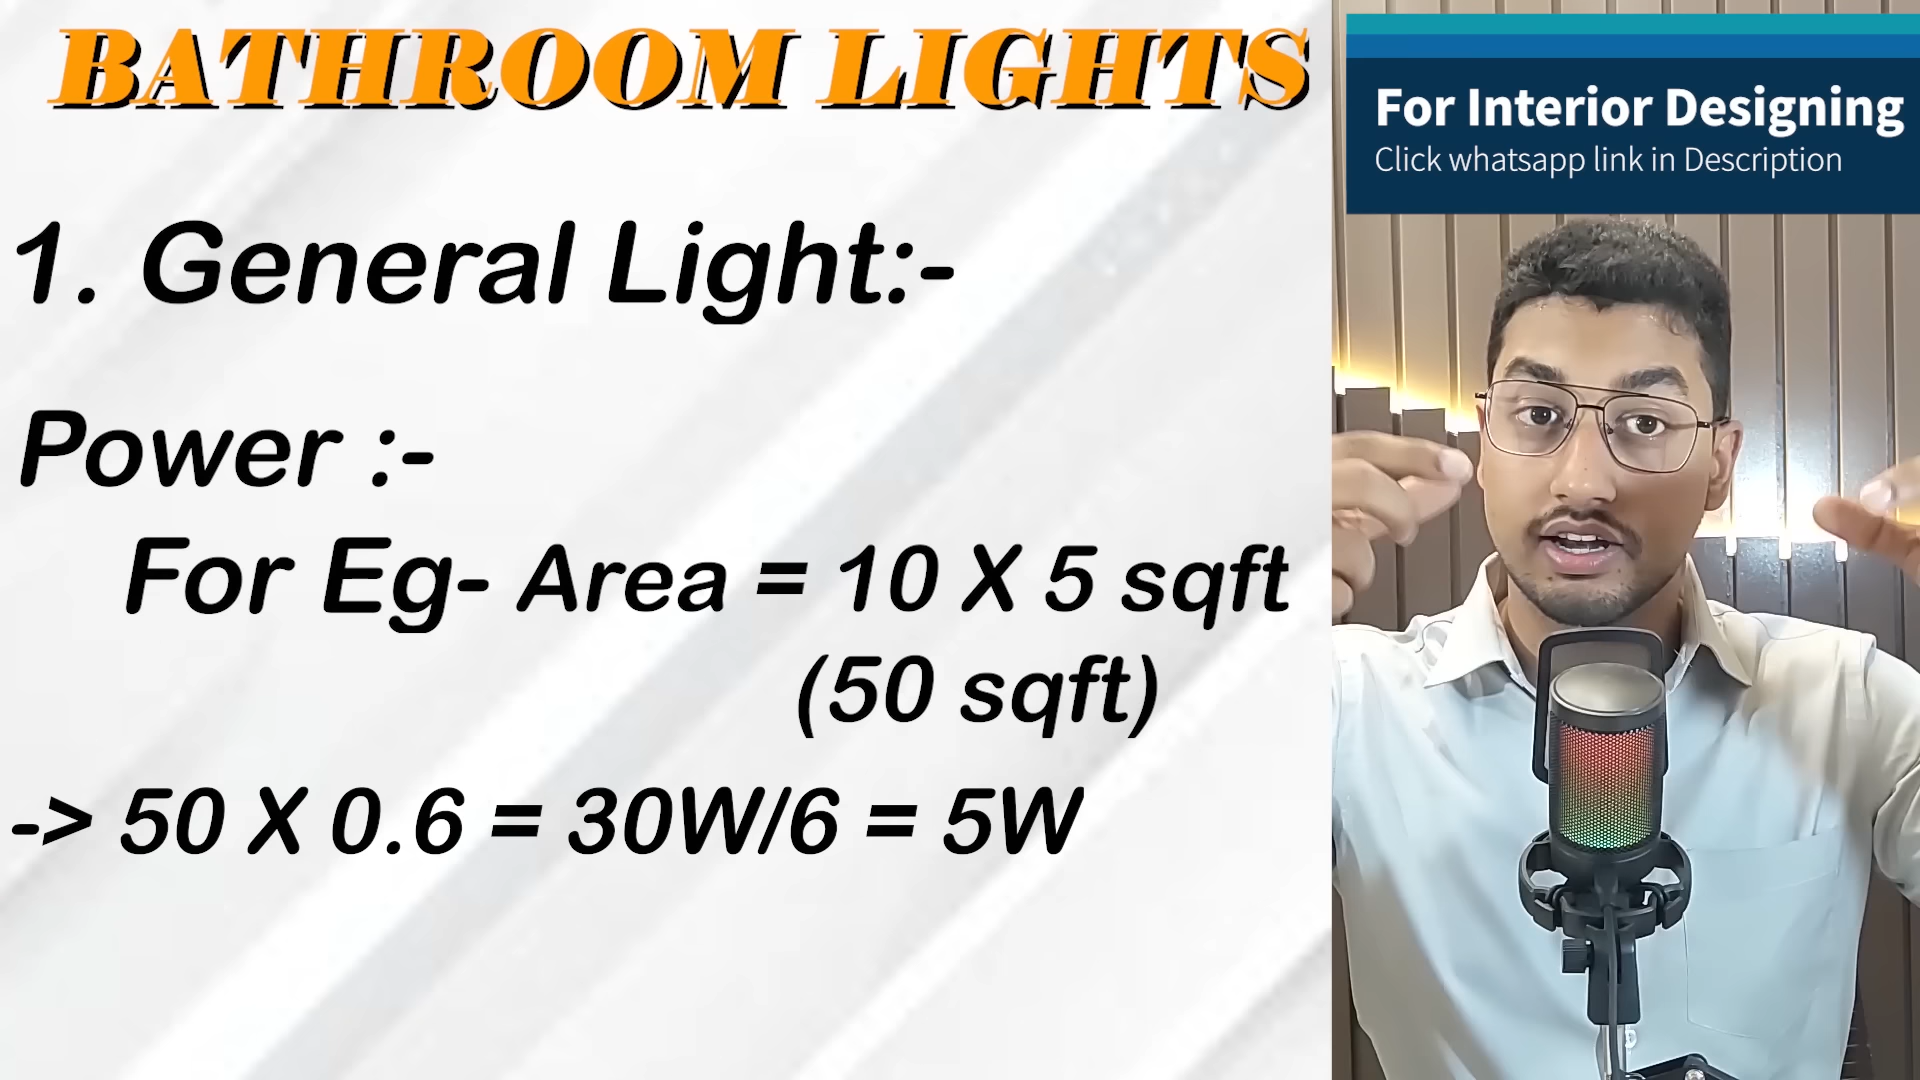 BATHROOM LIGHTS
For Interior Designing
Click whatsapp link in Description
1. General Light:-
Power :-
For Eg- Area = 10 X 5 sqft
(50 sqft)
-> 50 X 0.6 = 30W/6 = 5W